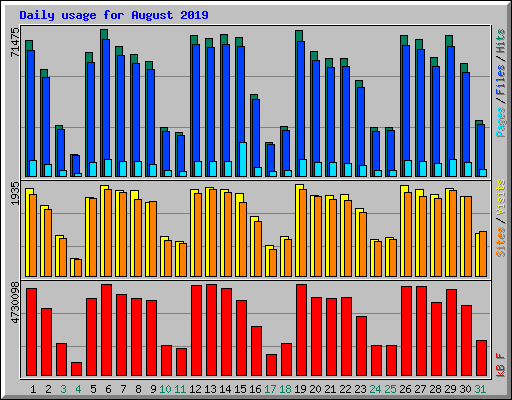 Daily usage for August 2019
71475
Pages / Files / Hits
1935
Sites / Visits
4730098
kB F
1 2 3 4 5 6 7 8 9 10 11 12 13 14 15 16 17 18 19 20 21 22 23 24 25 26 27 28 29 30 31